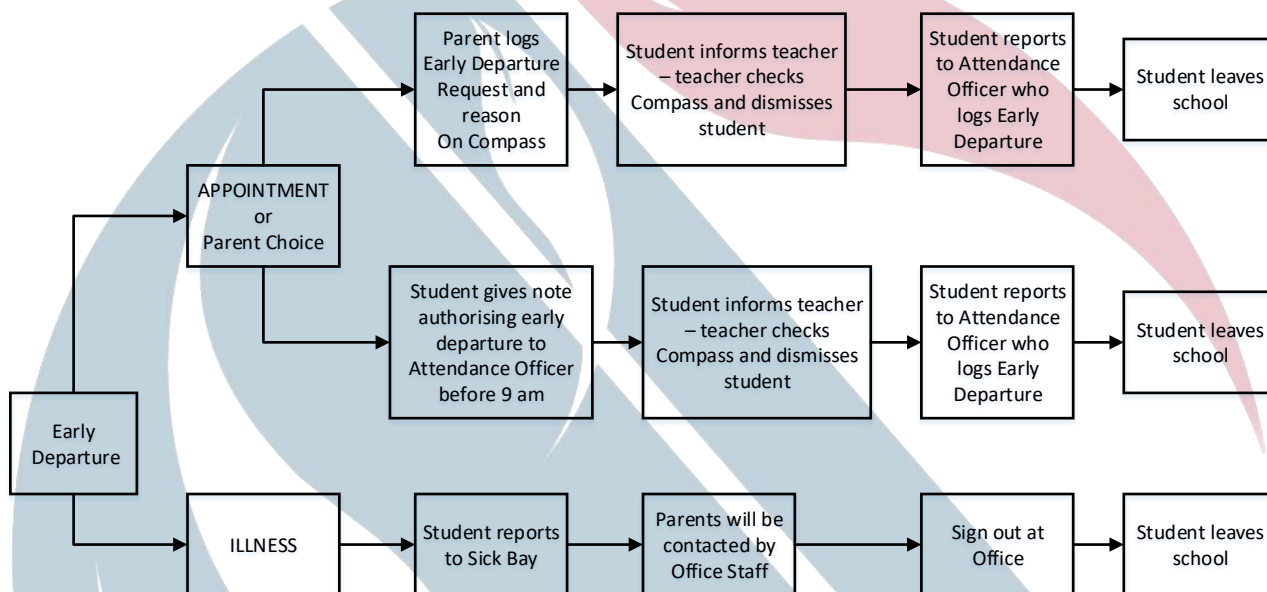 Parent logs
Early Departure
Request and
reason
On Compass
Student informs teacher
– teacher checks
Compass and dismisses
student
Student reports
to Attendance
Officer who
logs Early
Departure
Student leaves
school
APPOINTMENT
or
Parent Choice
Student gives note
authorising early
departure to
Attendance Officer
before 9 am
Student informs teacher
– teacher checks
Compass and dismisses
student
Student reports
to Attendance
Officer who
logs Early
Departure
Student leaves
school
Early
Departure
ILLNESS
Student reports
to Sick Bay
Parents will be
contacted by
Office Staff
Sign out at
Office
Student leaves
school